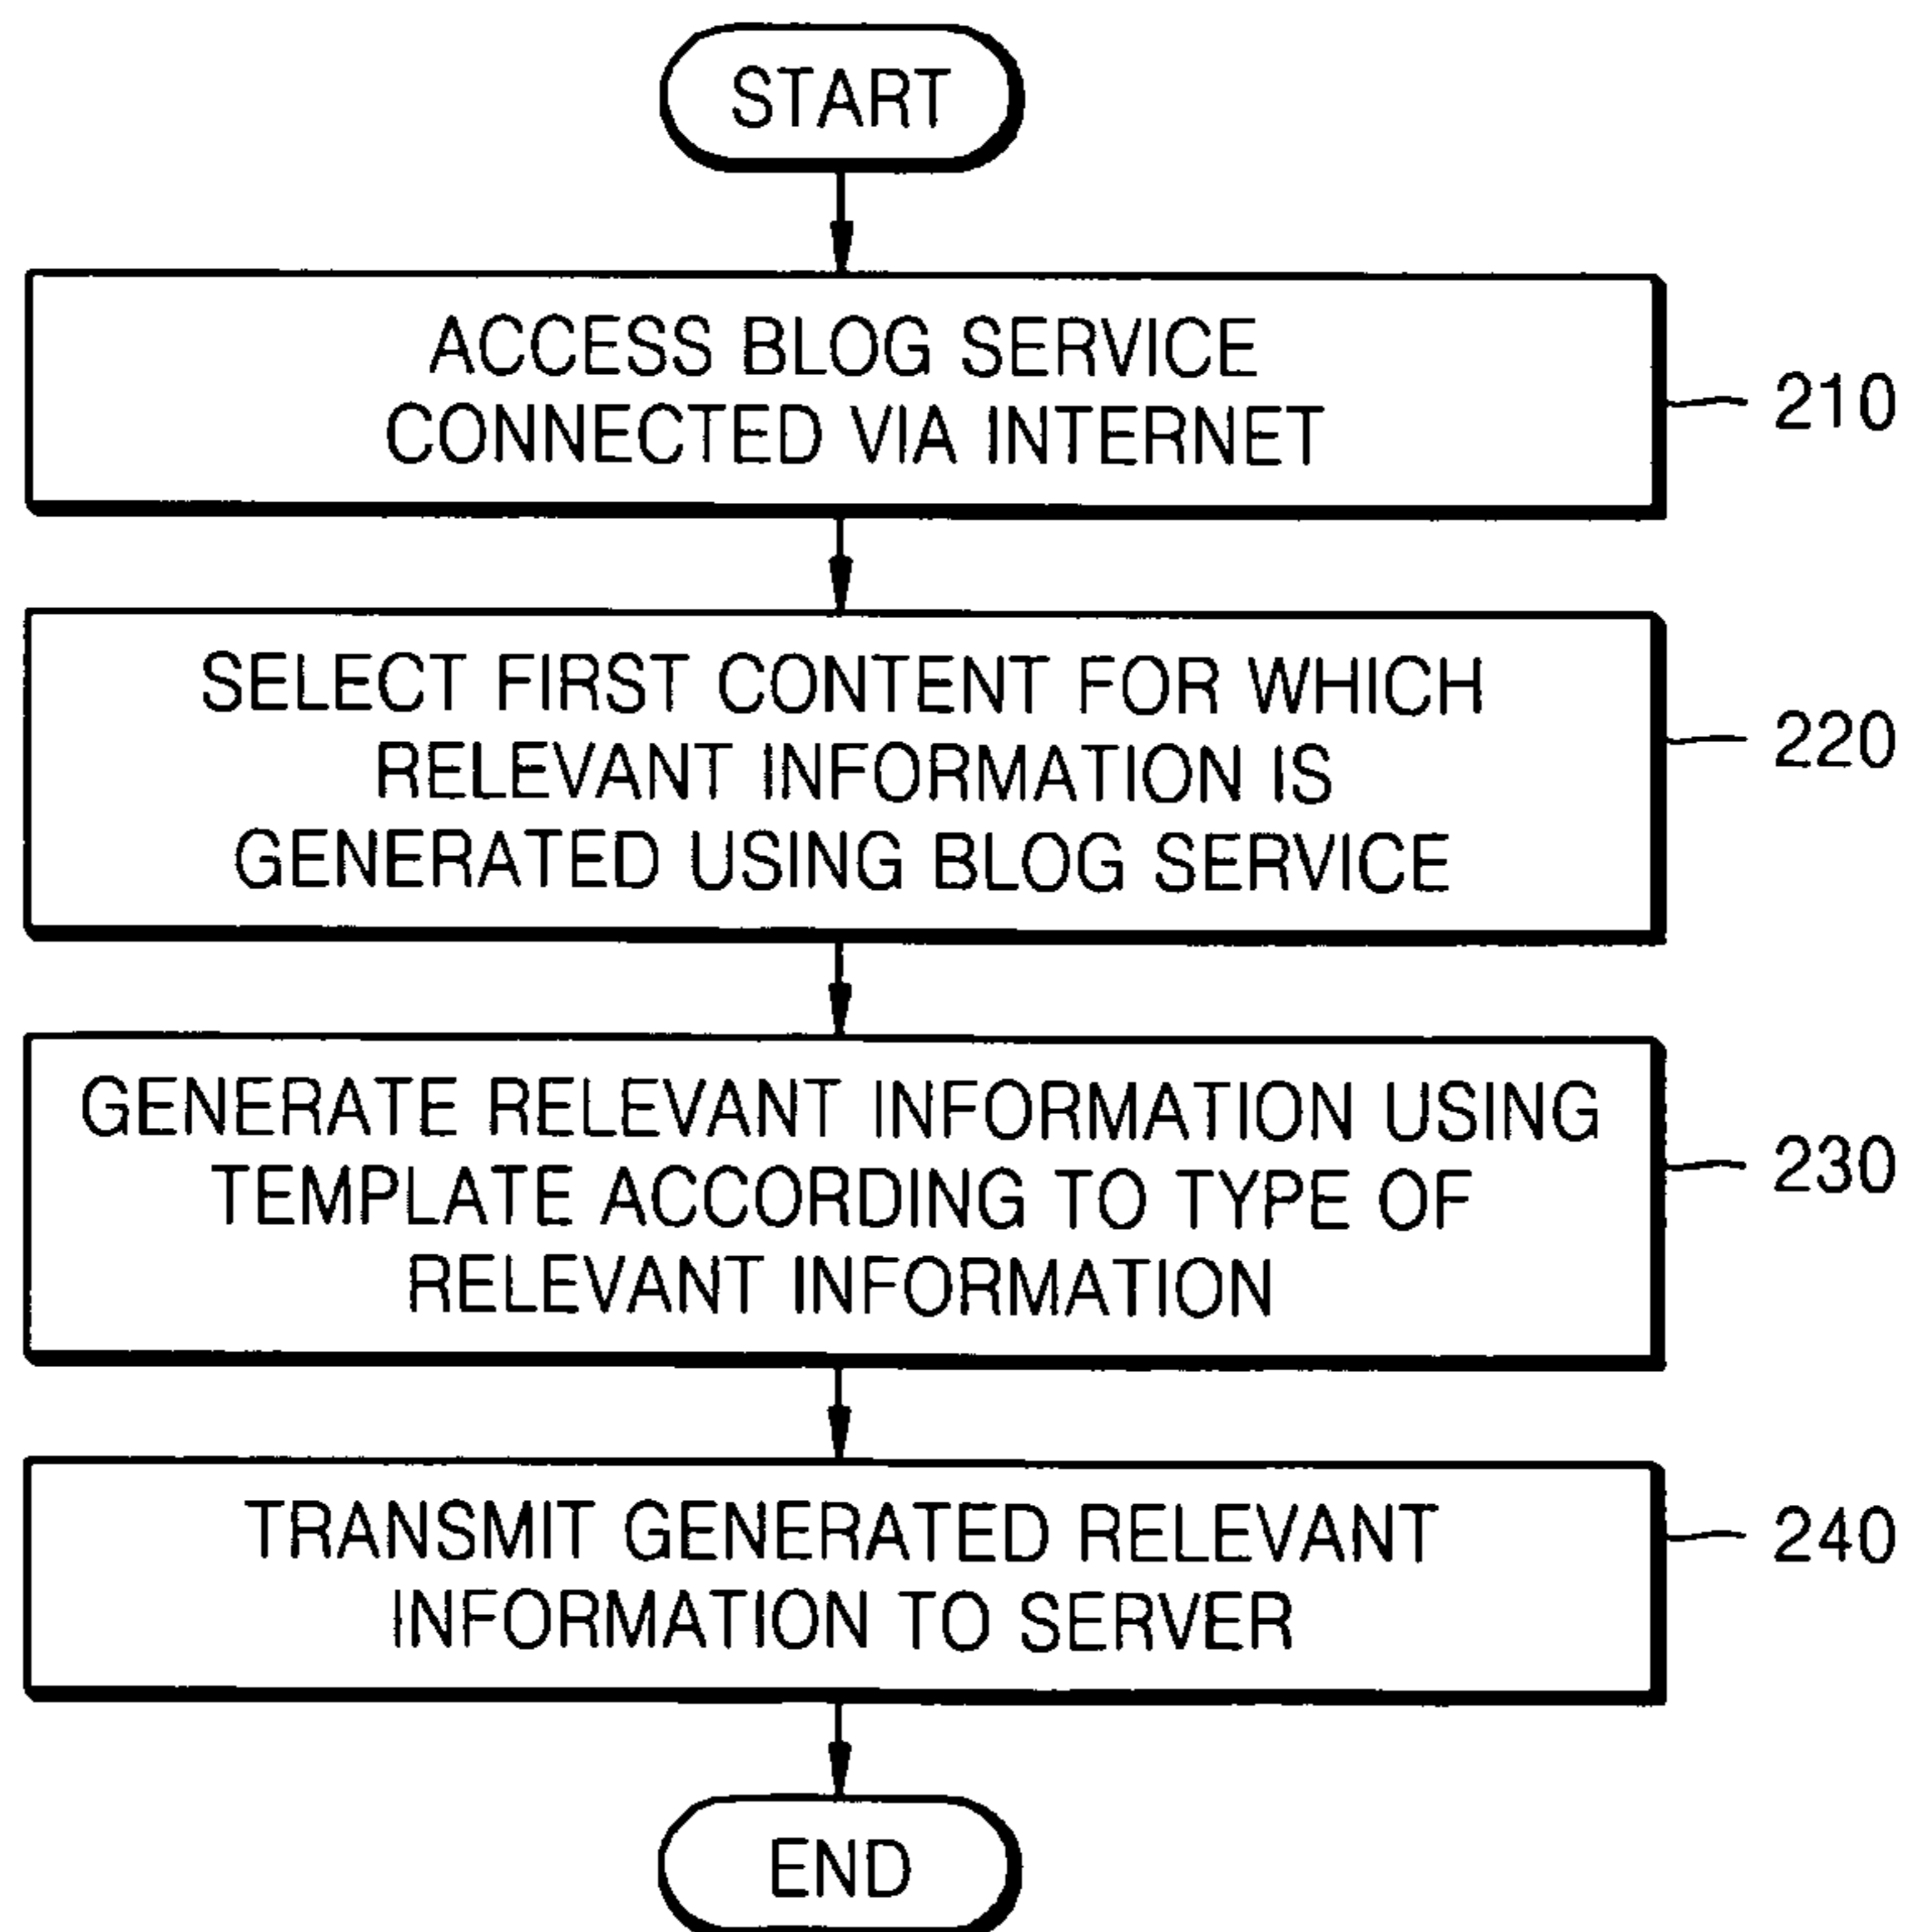 START
ACCESS BLOG SERVICE
CONNECTED VIA INTERNET
210
SELECT FIRST CONTENT FOR WHICH
RELEVANT INFORMATION IS
GENERATED USING BLOG SERVICE
220
GENERATE RELEVANT INFORMATION USING
TEMPLATE ACCORDING TO TYPE OF
RELEVANT INFORMATION
230
TRANSMIT GENERATED RELEVANT
INFORMATION TO SERVER
240
END